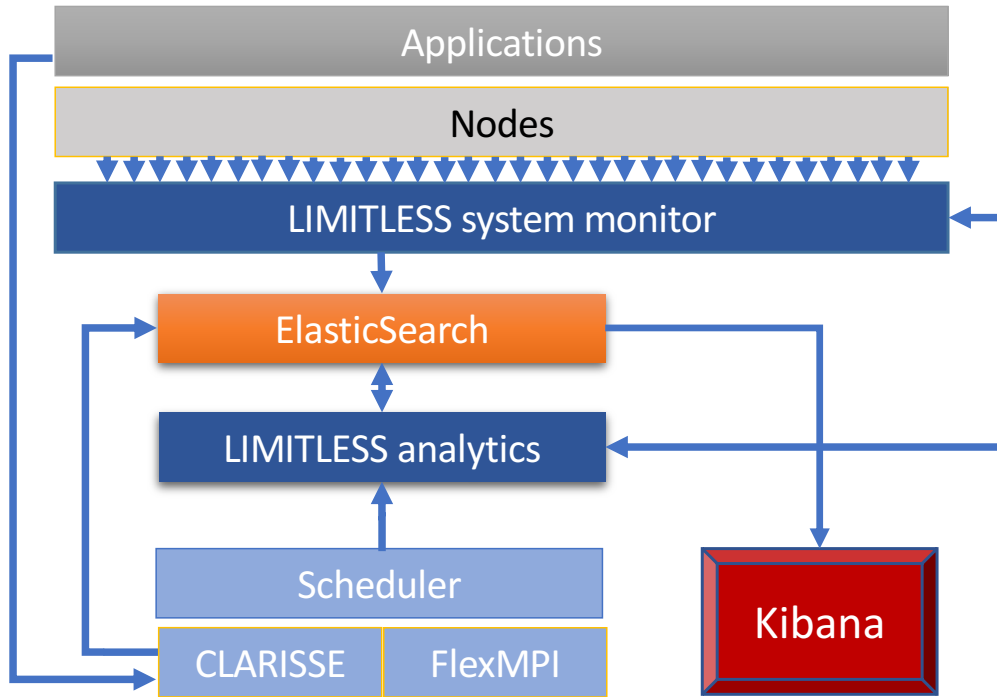 Applications
Nodes
LIMITLESS system monitor
ElasticSearch
LIMITLESS analytics
Scheduler
CLARISSE
FlexMPI
Kibana